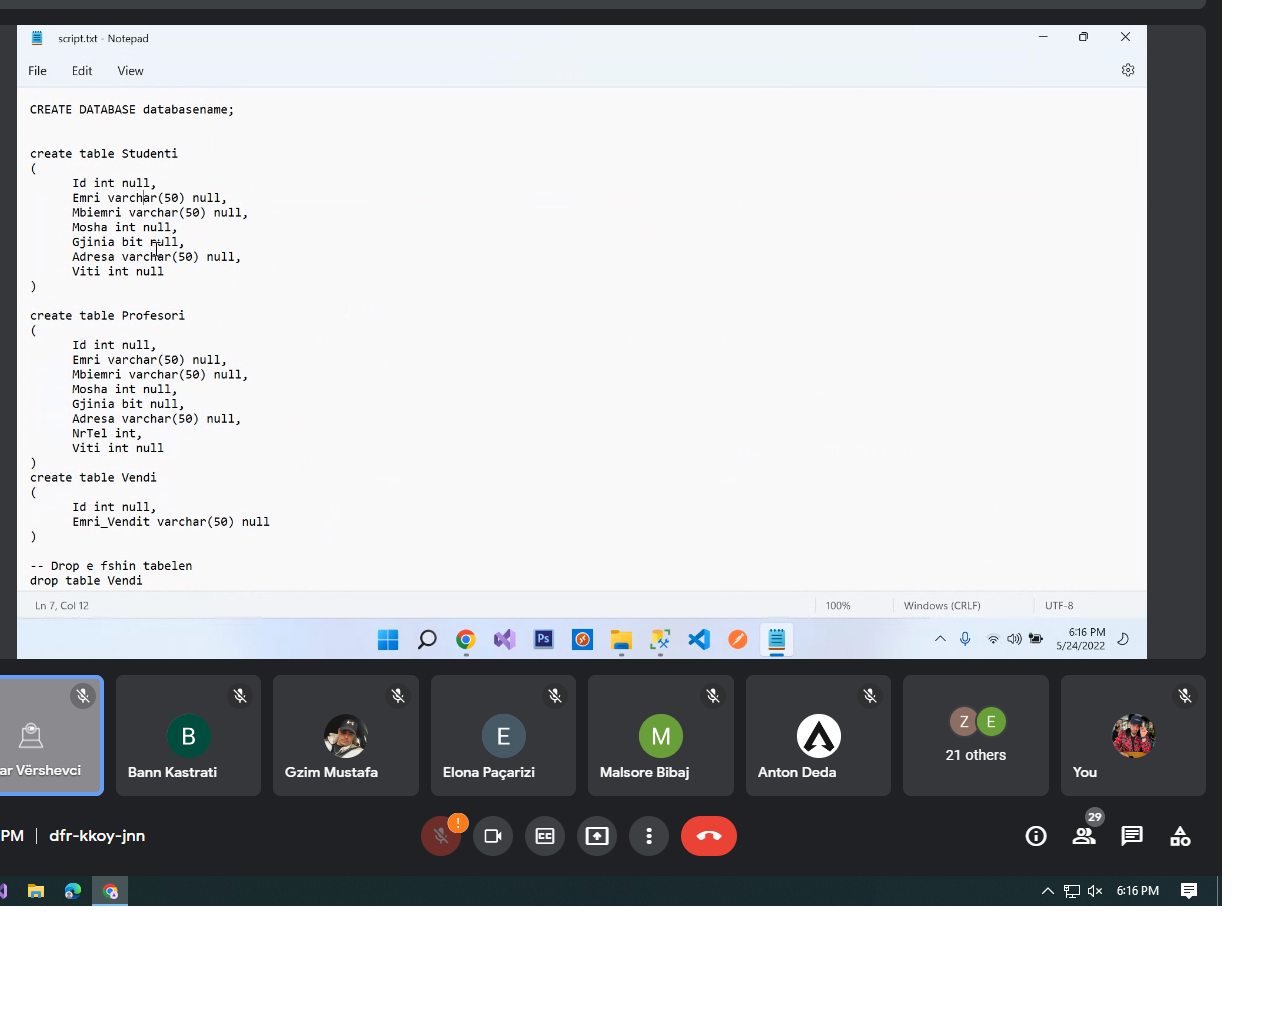 script.txt - Notepad
File Edit View
CREATE DATABASE databasename;
create table Studenti
(
Id int null,
Emri varchar(50) null,
Mbiemri varchar(50) null,
Mosha int null,
Gjinia bit null,
Adresa varchar(50) null,
Viti int null
)
create table Profesori
(
Id int null,
Emri varchar(50) null,
Mbiemri varchar(50) null,
Mosha int null,
Gjinia bit null,
Adresa varchar(50) null,
NrTel int,
Viti int null
)
create table Vendi
(
Id int null,
Emri_Vendit varchar(50) null
)
-- Drop e fshin tabelen
drop table Vendi
Ln 7, Col 12 100% Windows (CRLF) UTF-8
Ps
6:16 PM
5/24/2022
B E M Z E
21 others
ar Vërshevci Bann Kastrati Gzim Mustafa Elona Paçarizi Malsore Bibaj Anton Deda You
!
CC
29
PM | dfr-kkoy-jnn
6:16 PM